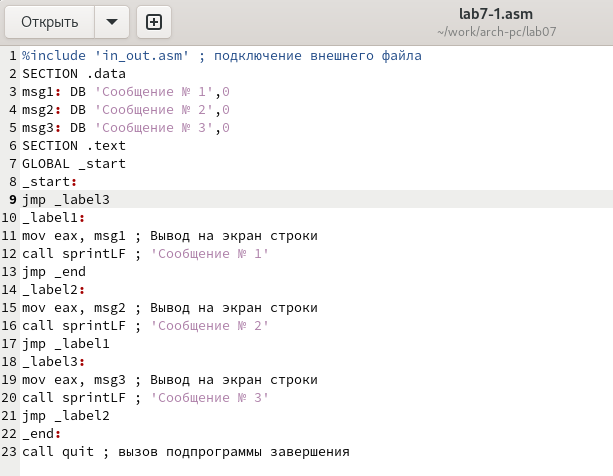 Открыть
lab7-1.asm
~/work/arch-pc/lab07
1 %include 'in_out.asm' ; подключение внешнего файла
2 SECTION .data
3 msg1: DB 'Сообщение № 1',0
4 msg2: DB 'Сообщение № 2',0
5 msg3: DB 'Сообщение № 3',0
6 SECTION .text
7 GLOBAL _start
8 _start:
9 jmp _label3
10 _label1:
11 mov eax, msg1 ; Вывод на экран строки
12 call sprintLF ; 'Сообщение № 1'
13 jmp _end
14 _label2:
15 mov eax, msg2 ; Вывод на экран строки
16 call sprintLF ; 'Сообщение № 2'
17 jmp _label1
18 _label3:
19 mov eax, msg3 ; Вывод на экран строки
20 call sprintLF ; 'Сообщение № 3'
21 jmp _label2
22 _end:
23 call quit ; вызов подпрограммы завершения